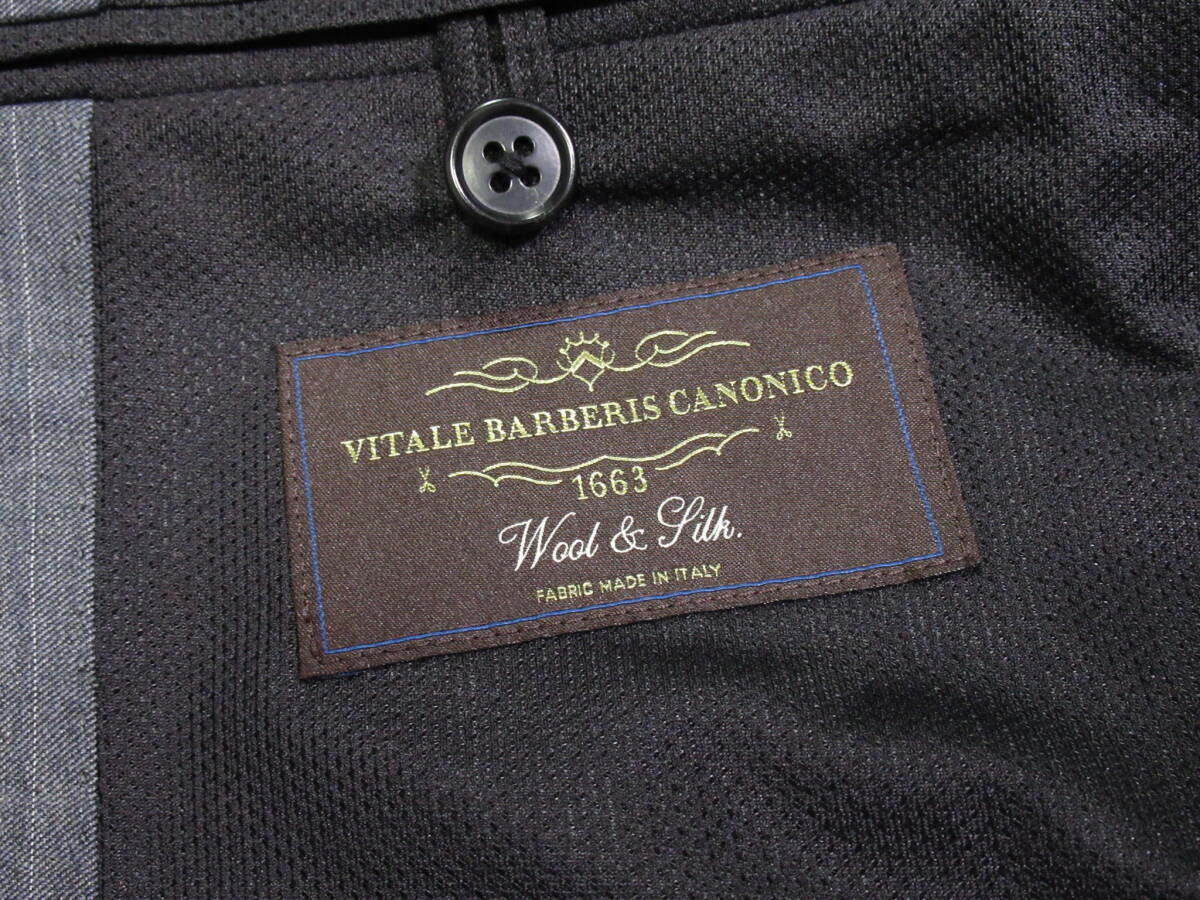 VITALE BARBERIS CANONICO
1663
Wool & Silk.
FABRIC MADE IN ITALY